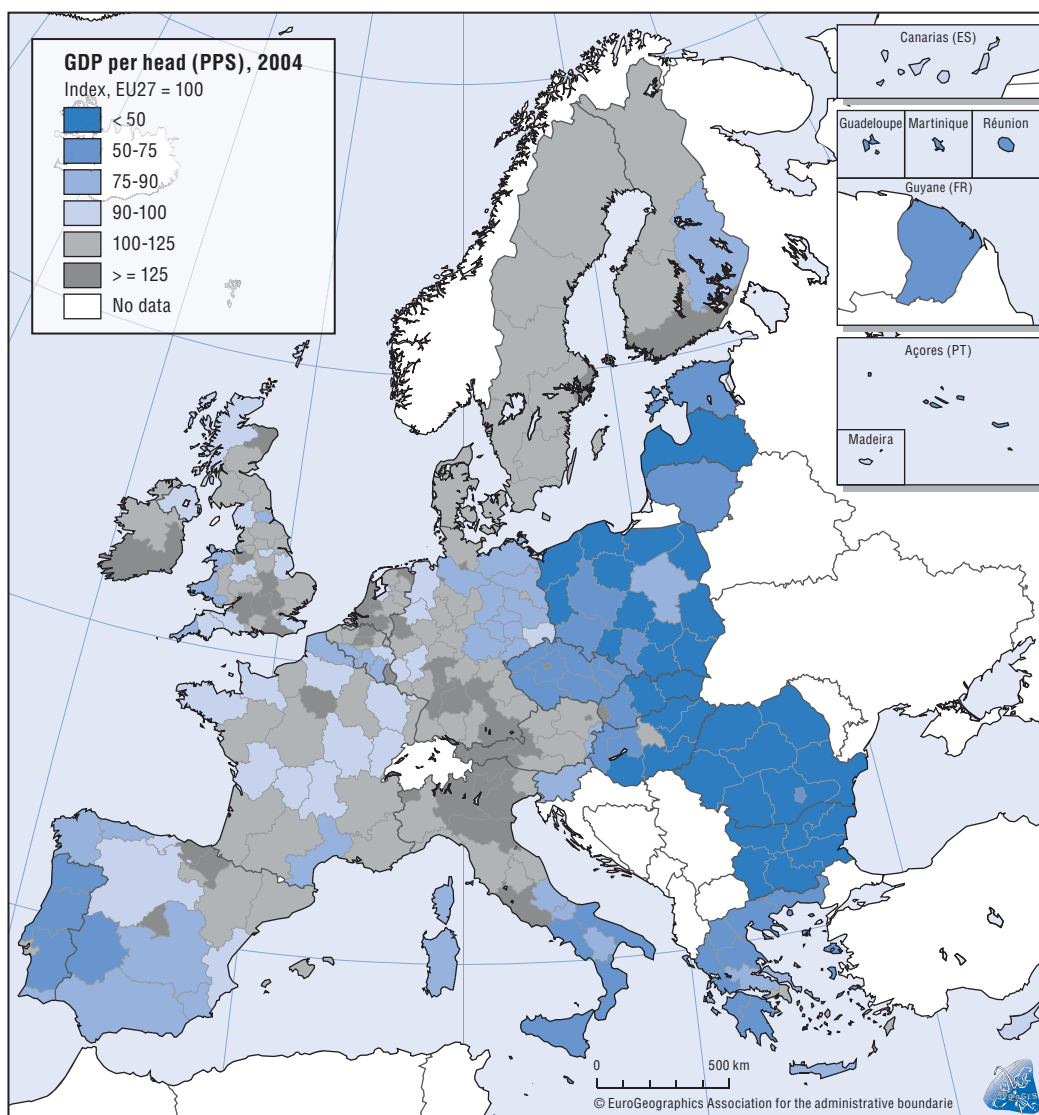 GDP per head (PPS), 2004
Index, EU27 = 100
< 50
50-75
75-90
90-100
100-125
> = 125
No data
Canarias (ES)
Guadeloupe
Martinique
Réunion
Guyane (FR)
Açores (PT)
Madeira
0 500 km
© EuroGeographics Association for the administrative boundarie